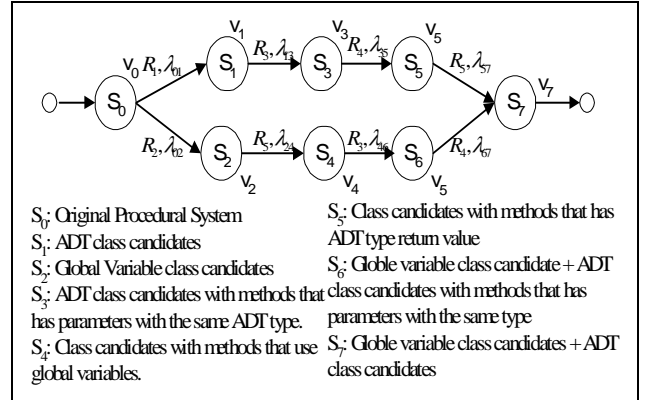 v1
v3
v5
v0 R1,λ01
R3,λ13
R4,λ35
R5,λ57
S0
S1
S3
S5
S7
v7
R2,λ02
R5,λ24
R3,λ46
R4,λ67
S2
S4
S6
v2
v4
v5
S0: Original Procedural System
S1: ADT class candidates
S2: Global Variable class candidates
S3: ADT class candidates with methods that
has parameters with the same ADT type.
S4: Class candidates with methods that use
global variables.
S5: Class candidates with methods that has
ADT type return value
S6: Globle variable class candidate + ADT
class candidates with methods that has
parameters with the same type
S7: Globle variable class candidates + ADT
class candidates